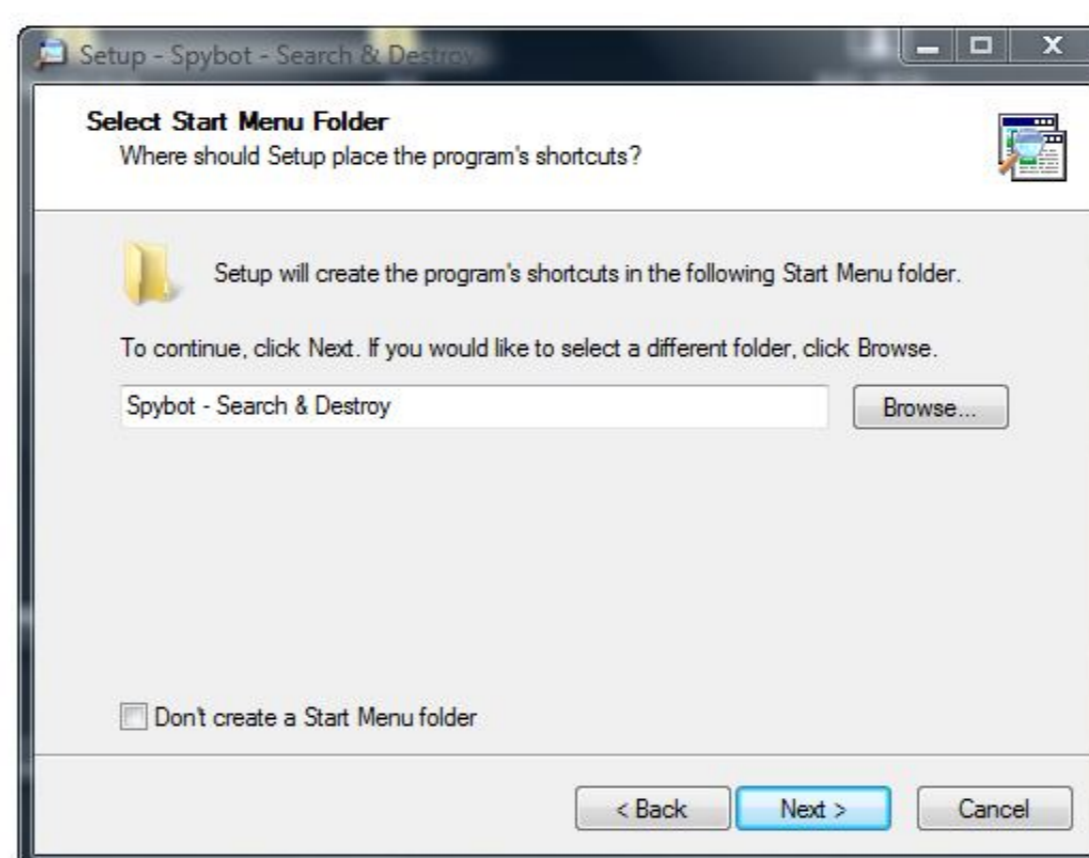 Setup - Spybot - Search & Destroy
Select Start Menu Folder
Where should Setup place the program's shortcuts?
Setup will create the program's shortcuts in the following Start Menu folder.
To continue, click Next. If you would like to select a different folder, click Browse.
Spybot - Search & Destroy
Browse...
Don't create a Start Menu folder
< Back
Next >
Cancel